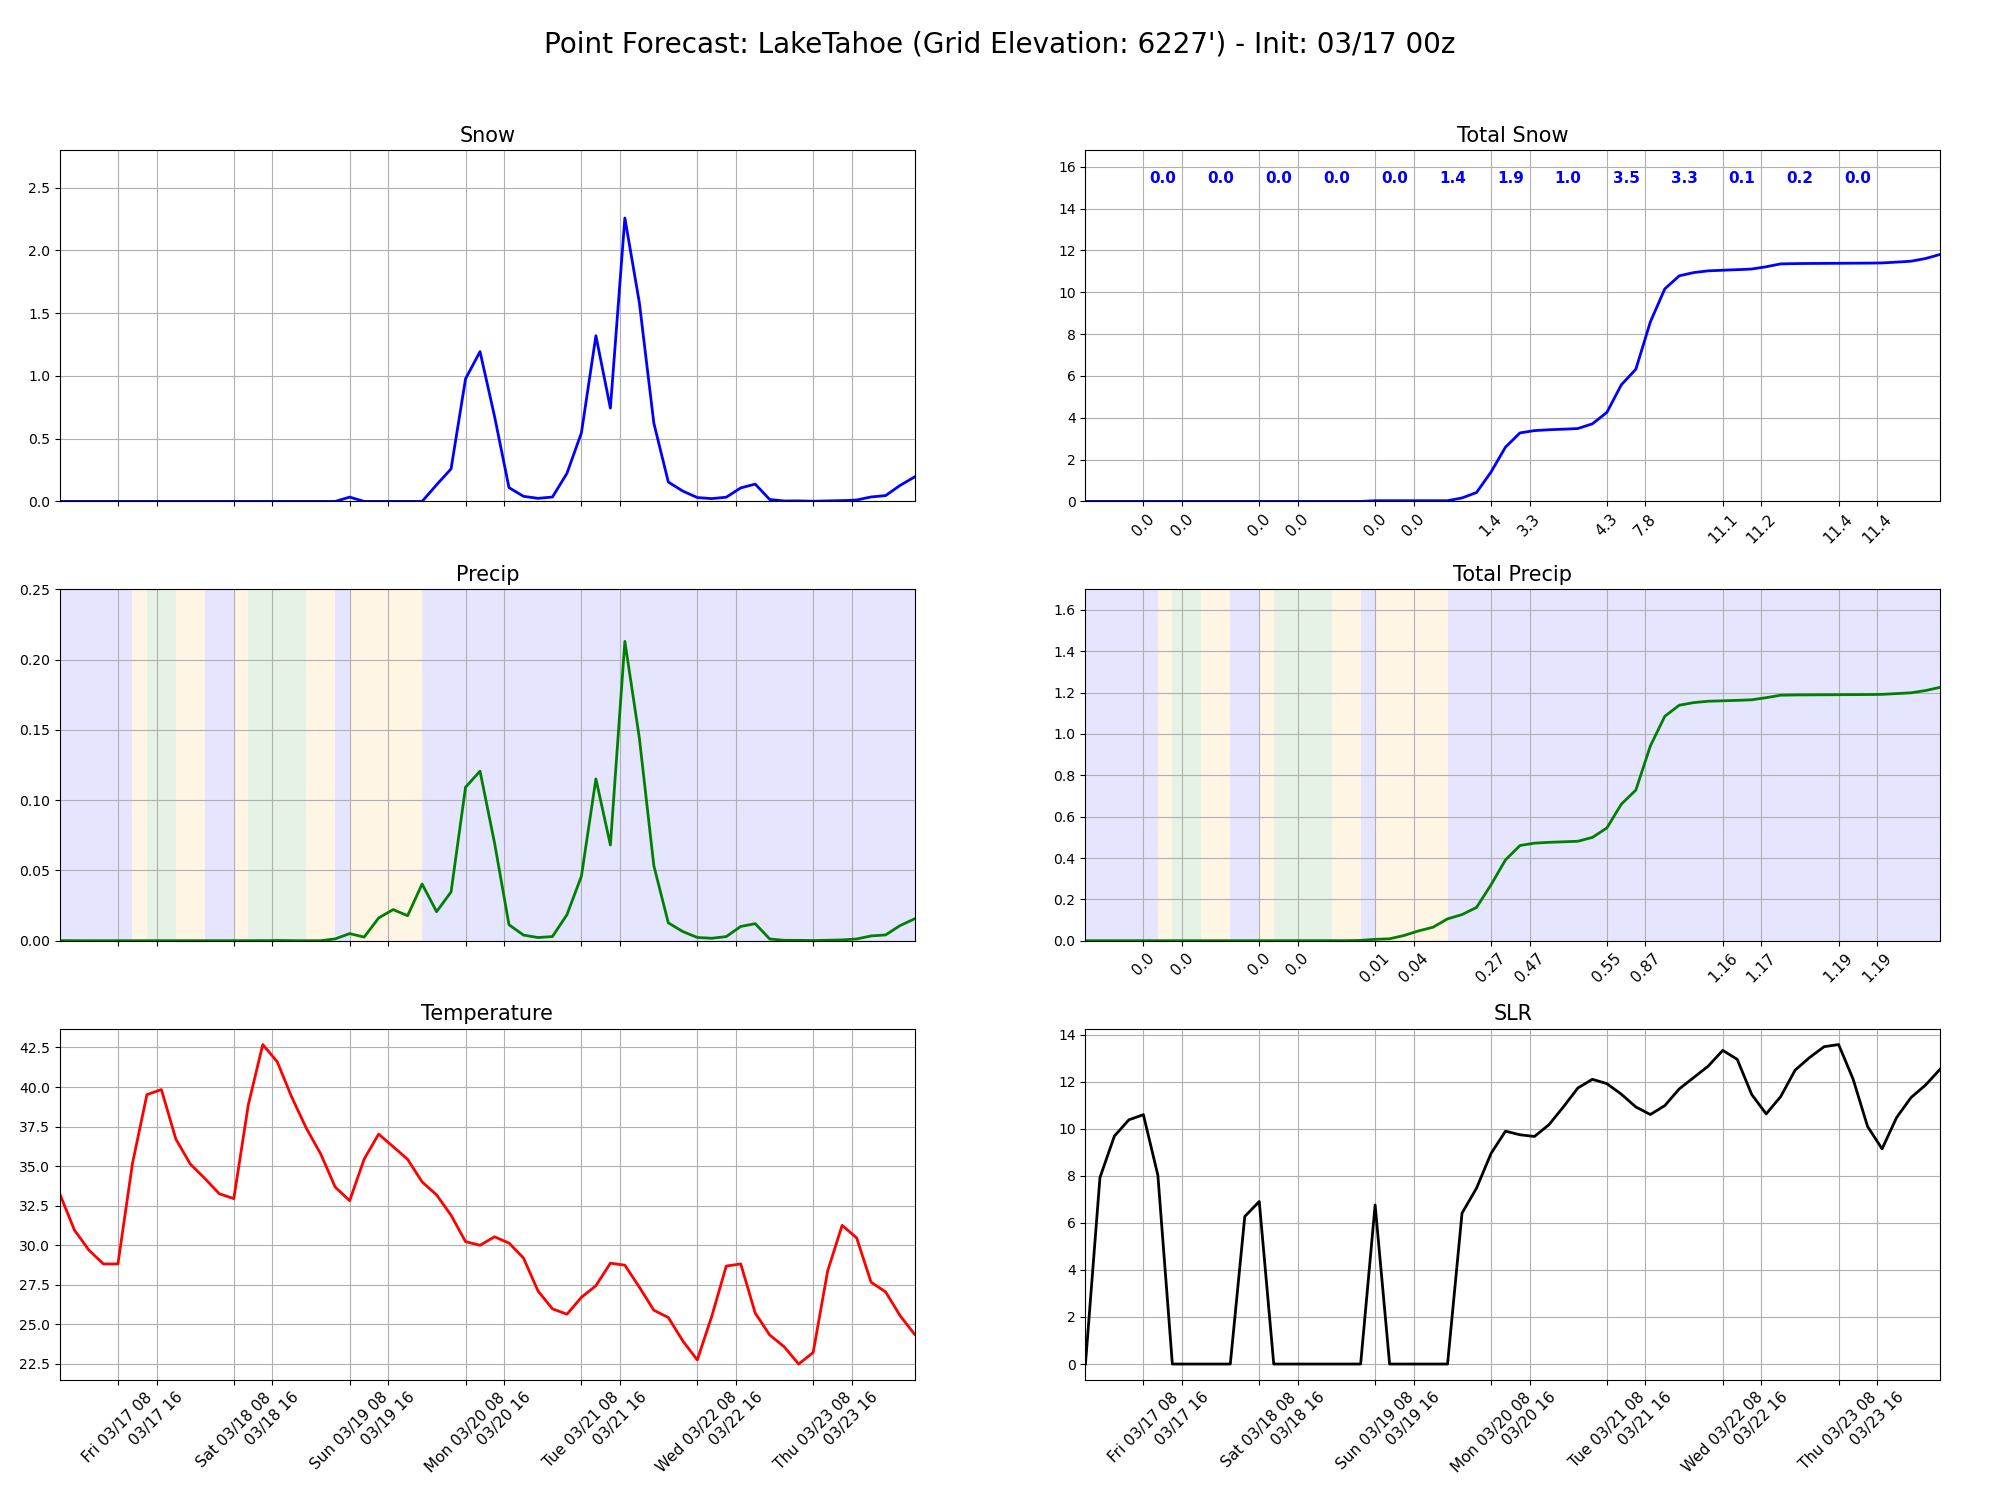 Point Forecast: LakeTahoe (Grid Elevation: 6227') - Init: 03/17 00z
Snow
2.5
2.0
1.5
1.0
0.5
0.0
Total Snow
16
14
12
10
8
6
4
2
0
0.0 0.0 0.0 0.0 0.0 1.4 1.9 1.0 3.5 3.3 0.1 0.2 0.0
0.0 0.0 0.0 0.0 0.0 0.0 1.4 3.3 4.3 7.8 11.1 11.2 11.4 11.4
Precip
0.25
0.20
0.15
0.10
0.05
0.00
Total Precip
1.6
1.4
1.2
1.0
0.8
0.6
0.4
0.2
0.0
0.0 0.0 0.0 0.0 0.01 0.04 0.27 0.47 0.55 0.87 1.16 1.17 1.19 1.19
Temperature
42.5
40.0
37.5
35.0
32.5
30.0
27.5
25.0
22.5
Fri 03/17 08
03/17 16
Sat 03/18 08
03/18 16
Sun 03/19 08
03/19 16
Mon 03/20 08
03/20 16
Tue 03/21 08
03/21 16
Wed 03/22 08
03/22 16
Thu 03/23 08
03/23 16
SLR
14
12
10
8
6
4
2
0
Fri 03/17 08
03/17 16
Sat 03/18 08
03/18 16
Sun 03/19 08
03/19 16
Mon 03/20 08
03/20 16
Tue 03/21 08
03/21 16
Wed 03/22 08
03/22 16
Thu 03/23 08
03/23 16